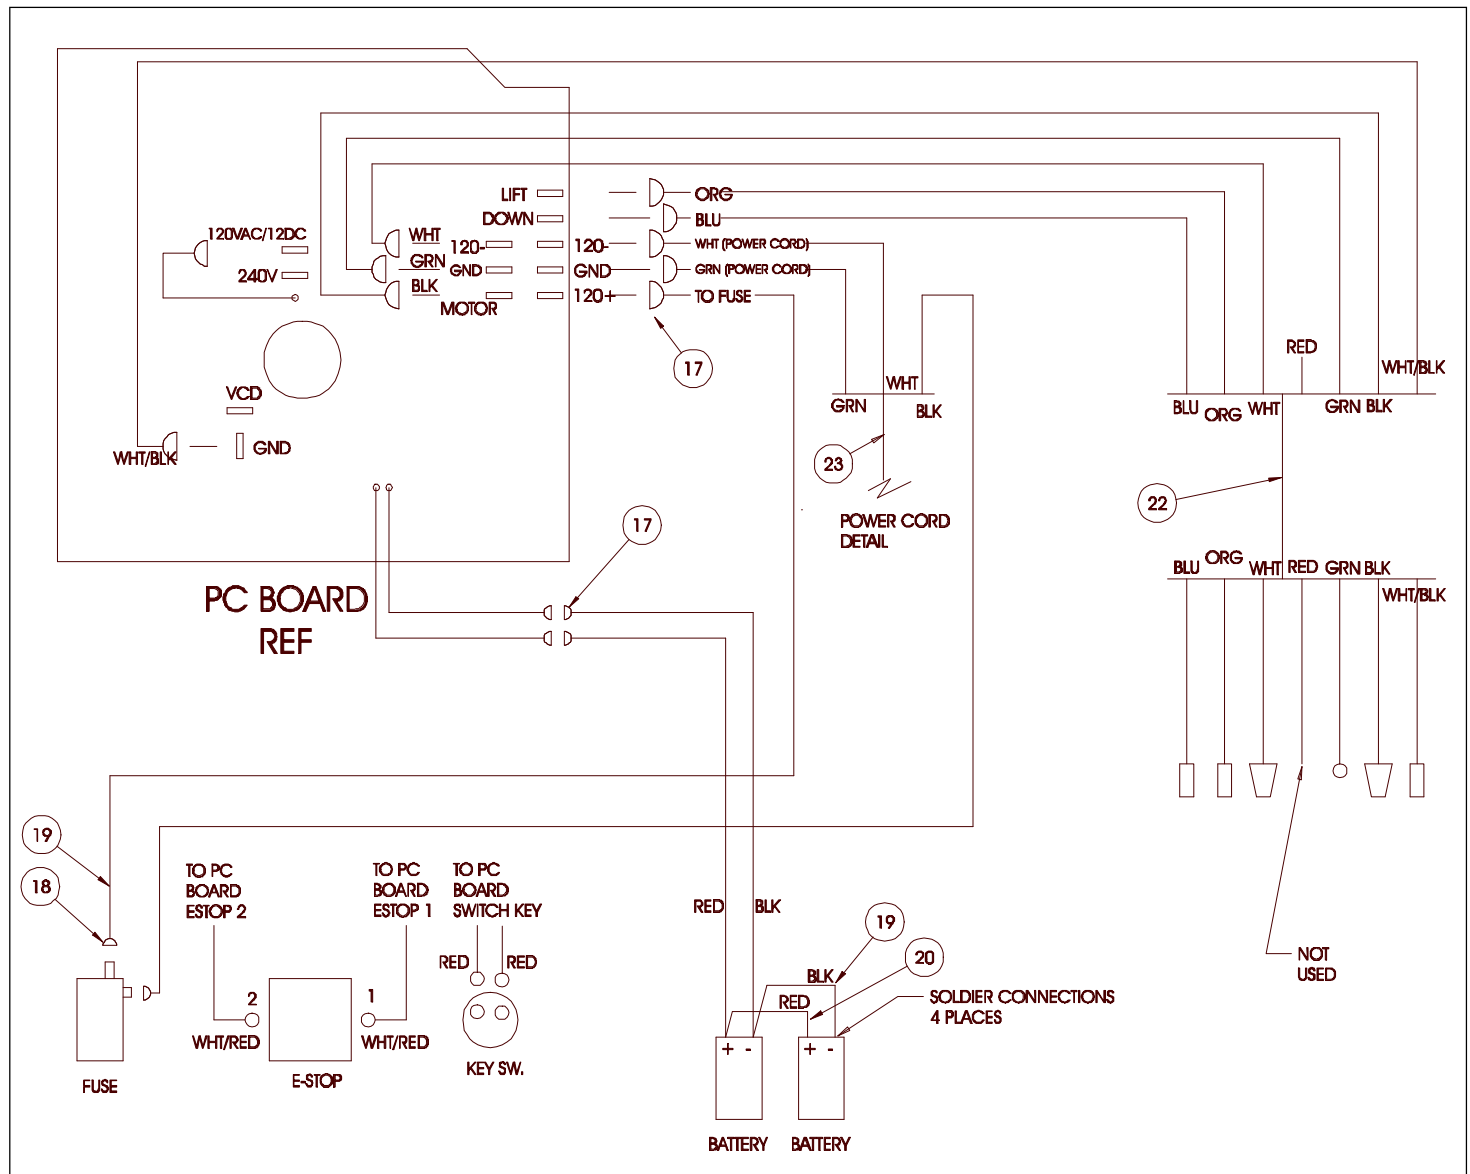 LIFT
ORG
DOWN
BLU
120VAC/12DC
WHT
120-
120-
WHT (POWER CORD)
240V
GRN
GND
GND
GRN (POWER CORD)
BLK
MOTOR
120+
TO FUSE
17
VCD
GND
WHT/BLK
GRN
WHT
BLK
23
POWER CORD
DETAIL
RED
WHT/BLK
BLU
ORG
WHT
GRN
BLK
22
BLU
ORG
WHT
RED
GRN
BLK
WHT/BLK
17
PC BOARD
REF
19
18
TO PC
BOARD
ESTOP 2
TO PC
BOARD
ESTOP 1
TO PC
BOARD
SWITCH KEY
RED
RED
2
1
WHT/RED
WHT/RED
FUSE
E-STOP
KEY SW.
RED
BLK
19
20
BLK
RED
SOLDIER CONNECTIONS
4 PLACES
+ -
+ -
BATTERY
BATTERY
NOT
USED